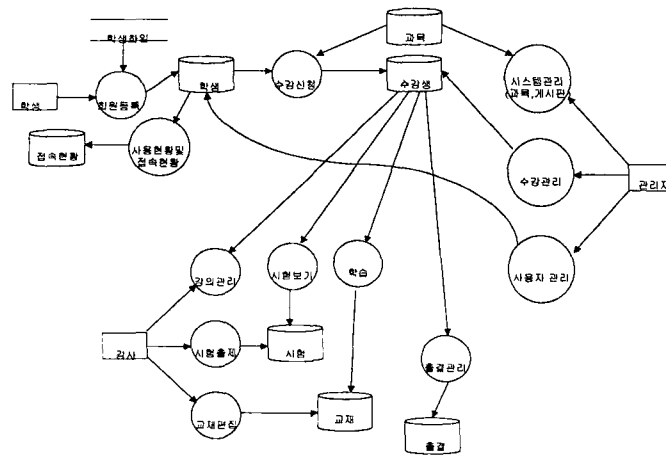 학생화일
과목
학생
회원등록
학생
수강신청
수강생
시스템관리
(과목,게시판)
접속현황
사용현황및
접속현황
수강관리
관리자
강의관리
시험보기
학습
사용자 관리
강사
시험출제
시험
출결관리
교재편집
교재
출결